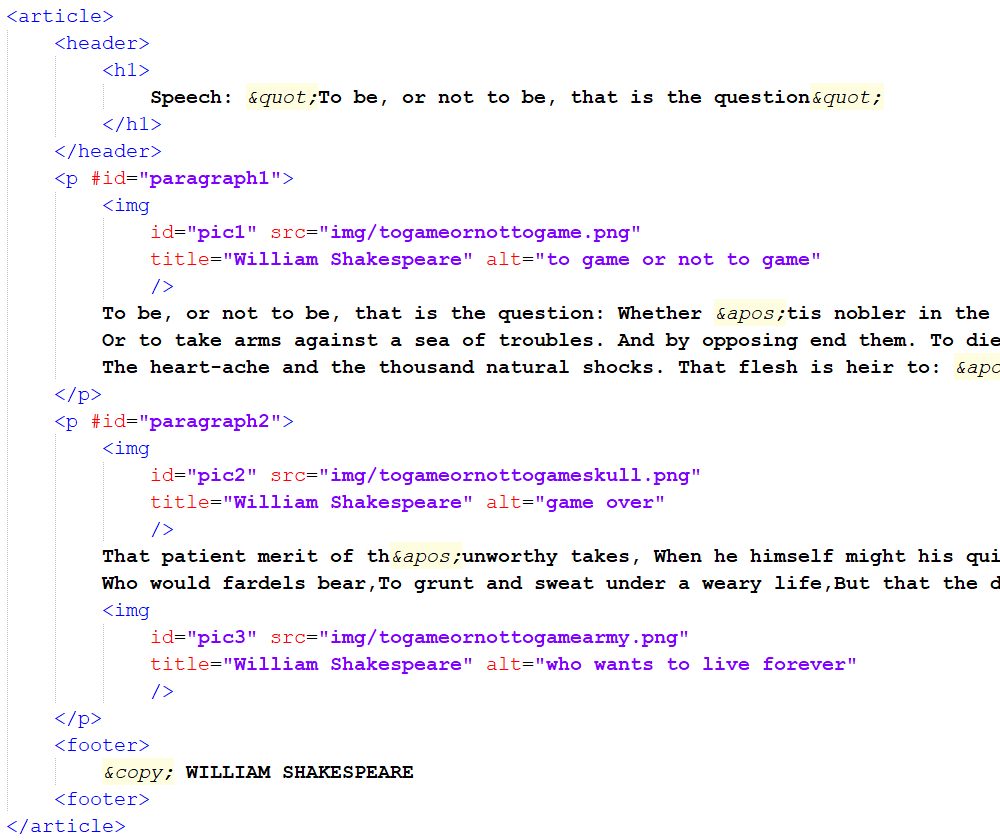 <article>
<header>
<h1>
Speech: &quot;To be, or not to be, that is the question&quot;
</h1>
</header>
<p #id="paragraph1">
<img
id="pic1" src="img/togameornottogame.png"
title="William Shakespeare" alt="to game or not to game"
/>
To be, or not to be, that is the question: Whether &apos;tis nobler in the
Or to take arms against a sea of troubles. And by opposing end them. To die
The heart-ache and the thousand natural shocks. That flesh is heir to: &apo
</p>
<p #id="paragraph2">
<img
id="pic2" src="img/togameornottogameskull.png"
title="William Shakespeare" alt="game over"
/>
That patient merit of th&apos;unworthy takes, When he himself might his qui
Who would fardels bear,To grunt and sweat under a weary life,But that the d
<img
id="pic3" src="img/togameornottogamearmy.png"
title="William Shakespeare" alt="who wants to live forever"
/>
</p>
<footer>
&copy; WILLIAM SHAKESPEARE
<footer>
</article>